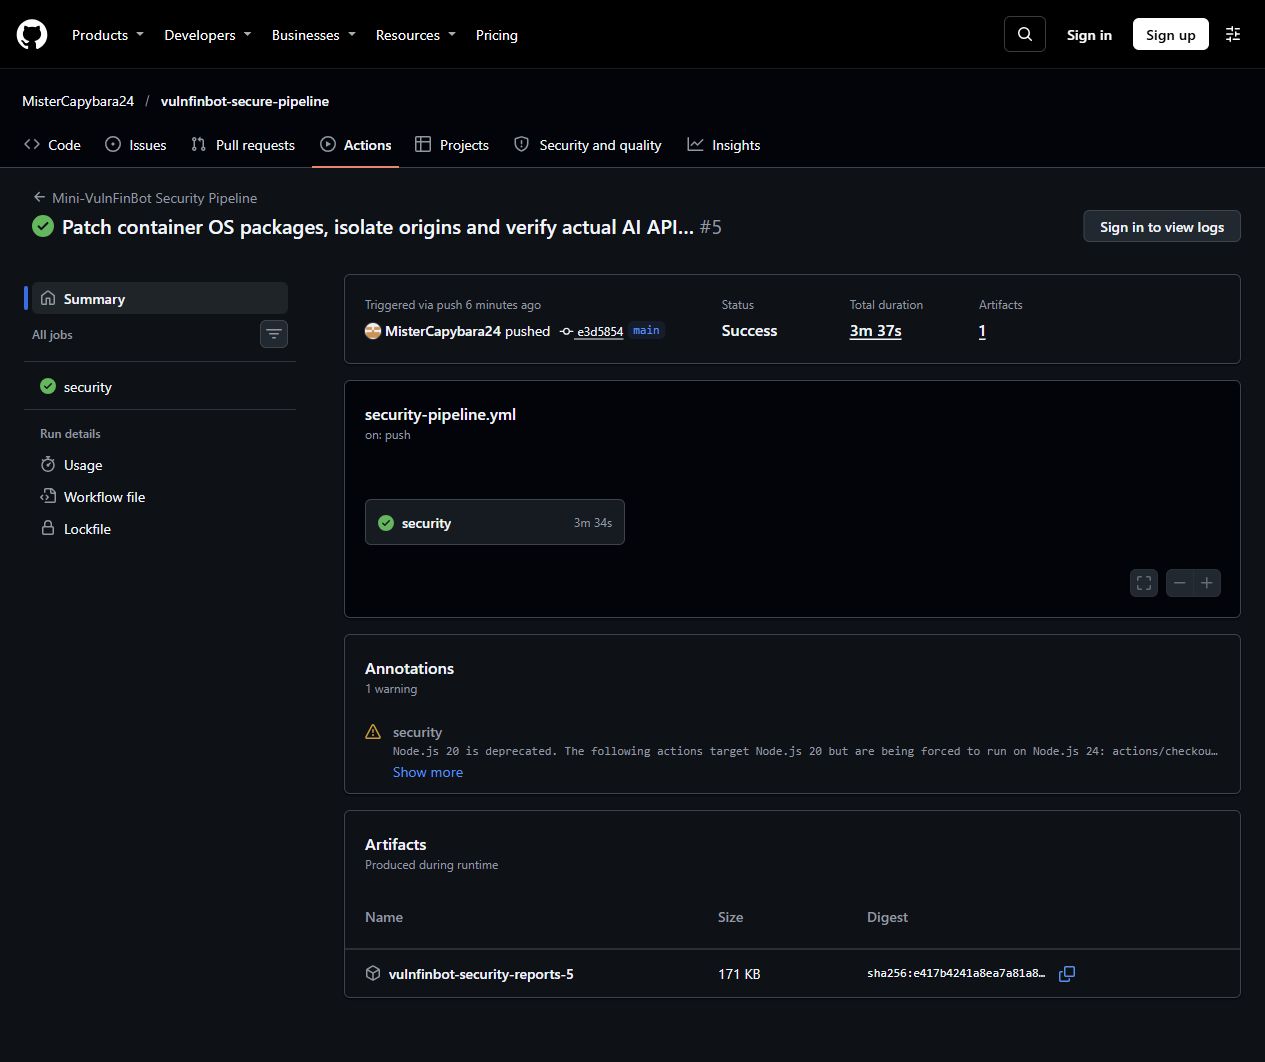 Products Developers Businesses Resources Pricing Sign in Sign up
MisterCapybara24 / vulnfinbot-secure-pipeline
Code Issues Pull requests Actions Projects Security and quality Insights
Mini-VulnFinBot Security Pipeline
Patch container OS packages, isolate origins and verify actual AI API... #5
Sign in to view logs
Summary
All jobs
security
Run details
Usage
Workflow file
Lockfile
Triggered via push 6 minutes ago
MisterCapybara24 pushed e3d5854 main
Status
Success
Total duration
3m 37s
Artifacts
1
security-pipeline.yml
on: push
security 3m 34s
Annotations
1 warning
security
Node.js 20 is deprecated. The following actions target Node.js 20 but are being forced to run on Node.js 24: actions/checkou…
Show more
Artifacts
Produced during runtime
Name Size Digest
vulnfinbot-security-reports-5 171 KB sha256:e417b4241a8ea7a81a8…